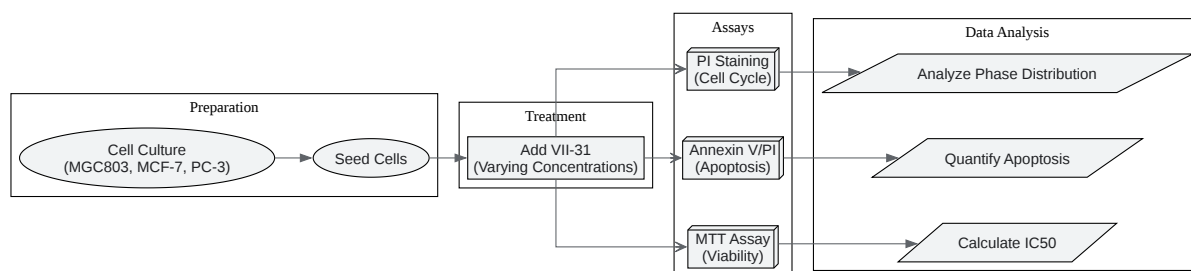 Preparation
Cell Culture
(MGC803, MCF-7, PC-3)
Seed Cells
Treatment
Add VII-31
(Varying Concentrations)
Assays
PI Staining
(Cell Cycle)
Annexin V/PI
(Apoptosis)
MTT Assay
(Viability)
Data Analysis
Analyze Phase Distribution
Quantify Apoptosis
Calculate IC50